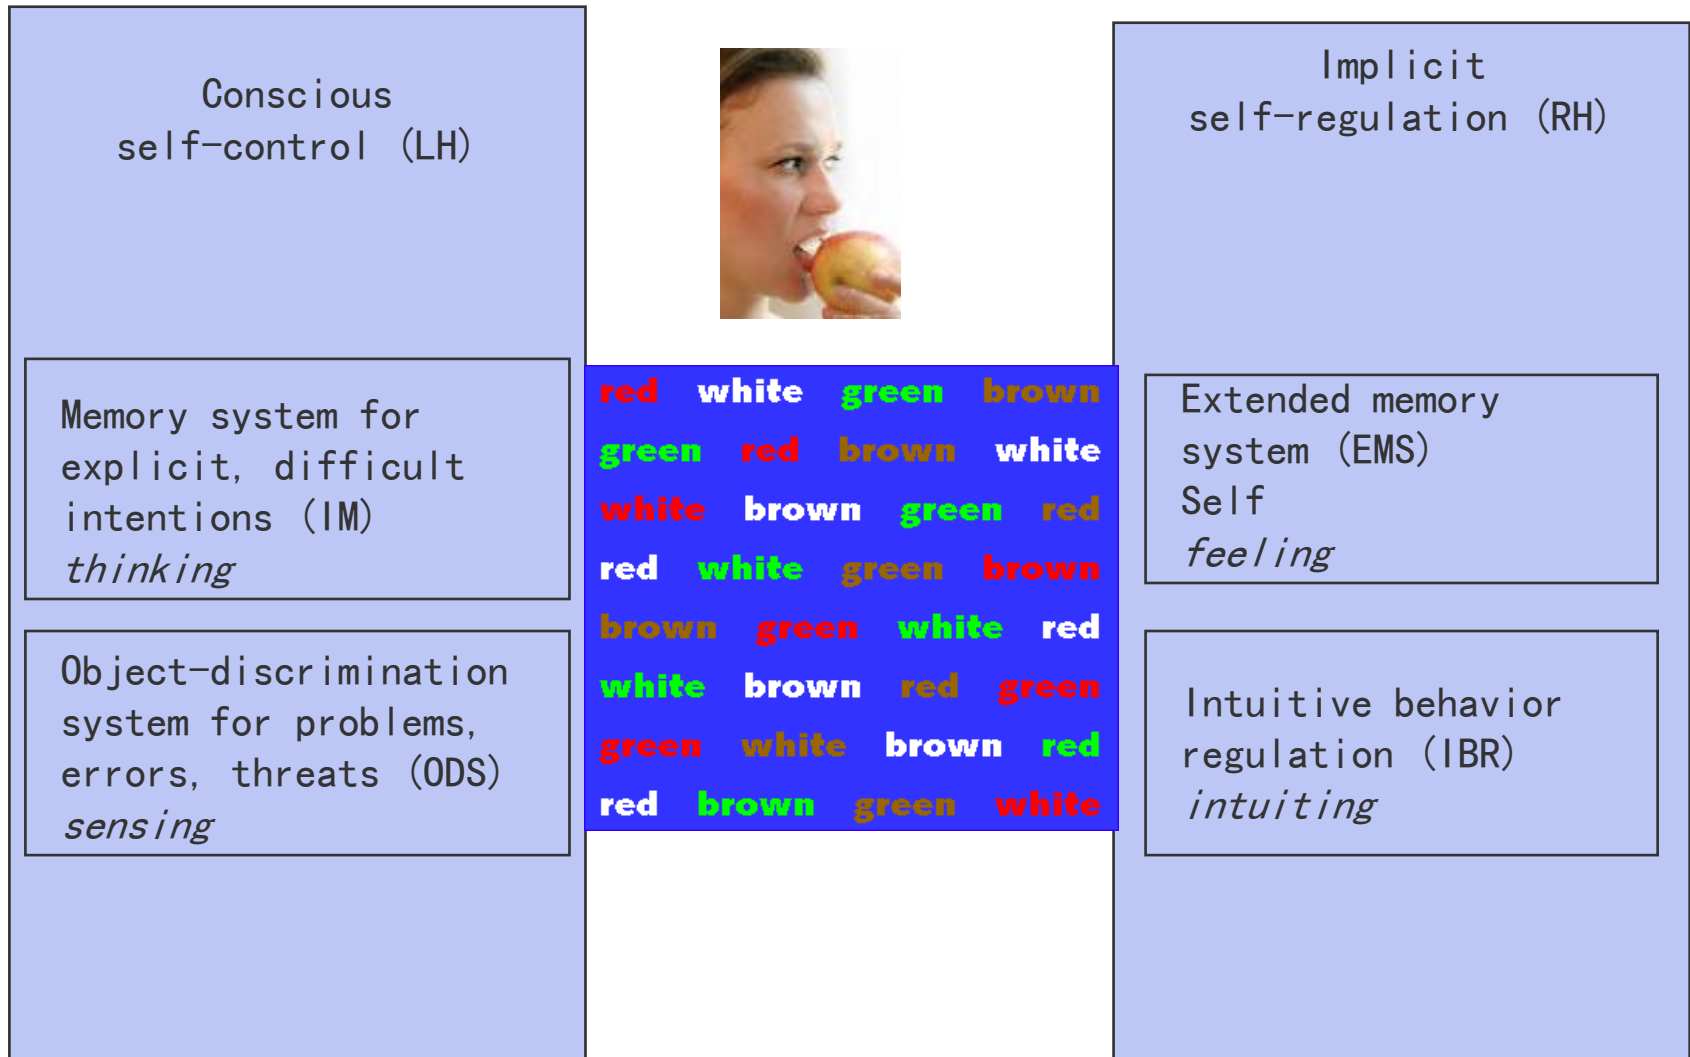 Conscious
self-control (LH)
Memory system for
explicit, difficult
intentions (IM)
thinking
Object-discrimination
system for problems,
errors, threats (ODS)
sensing
red white green brown
green red brown white
white brown green red
red white green brown
brown green white red
white brown red green
green white brown red
red brown green white
Implicit
self-regulation (RH)
Extended memory
system (EMS)
Self
feeling
Intuitive behavior
regulation (IBR)
intuiting